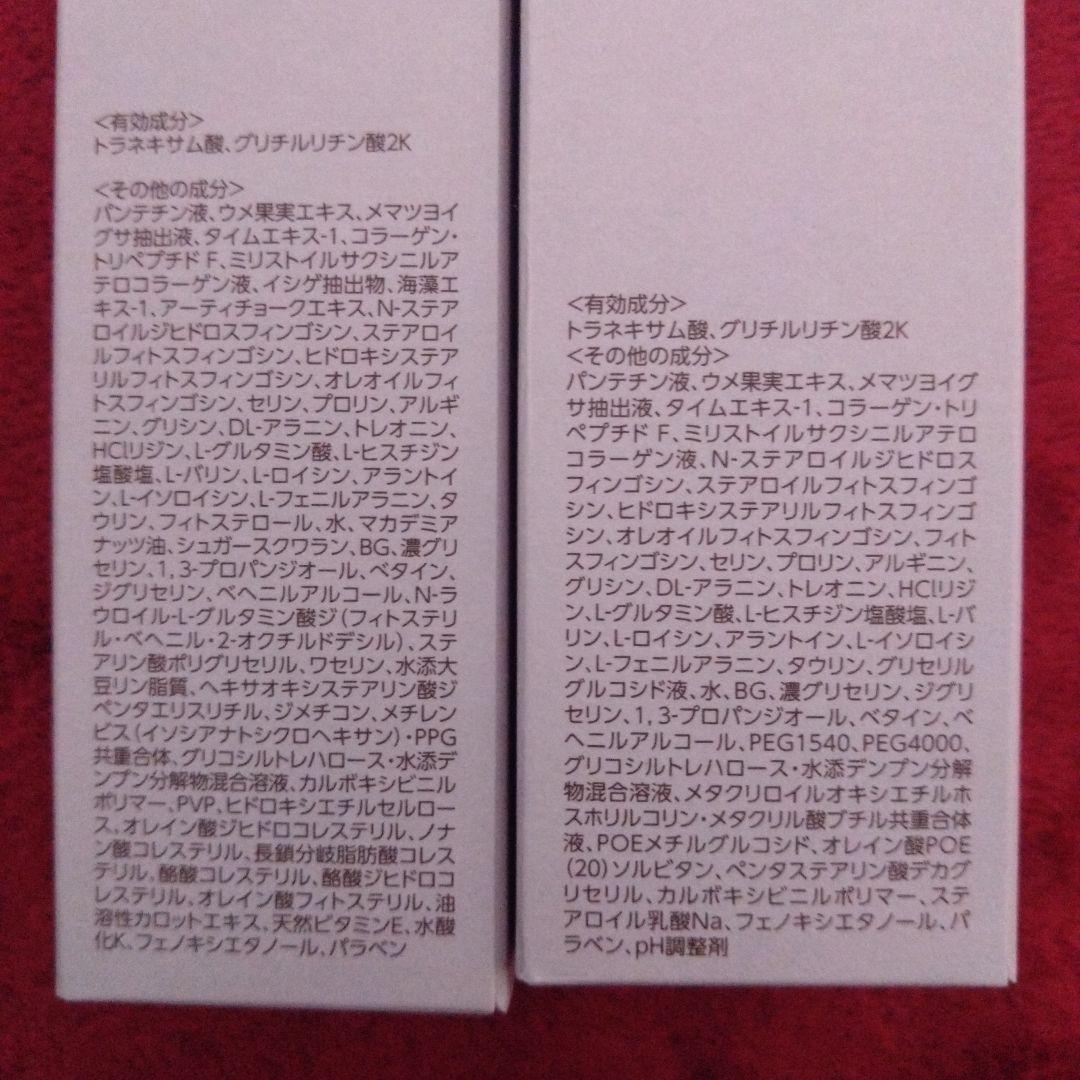 <有効成分>
トラネキサム酸、グリチルリチン酸2K
<その他の成分>
パンテチン液、ウメ果実エキス、メマツヨイ
グサ抽出液、タイムエキス-1、コラーゲン・
トリペプチド F、ミリストイルサクシニルア
テロコラーゲン液、イシゲ抽出物、海藻エ
キス-1、アーティチョークエキス、N-ステア
ロイルジヒドロスフィンゴシン、ステアロイ
ルフィトスフィンゴシン、ヒドロキシステア
リルフィトスフィンゴシン、オレオイルフィ
トスフィンゴシン、セリン、プロリン、アルギ
ニン、グリシン、DL-アラニン、トレオニン、
HClリジン、L-グルタミン酸、L-ヒスチジン
塩酸塩、L-バリン、L-ロイシン、アラントイ
ン、L-イソロイシン、L-フェニルアラニン、タ
ウリン、フィトステロール、水、マカデミア
ナッツ油、シュガースクワラン、BG、濃グリ
セリン、1,3-プロパンジオール、ベタイン、
ジグリセリン、ベヘニルアルコール、N-ラ
ウロイル-L-グルタミン酸ジ(フィトステリ
ル・ベヘニル・2-オクチルドデシル)、ステ
アリン酸ポリグリセリル、ワセリン、水添大
豆リン脂質、ヘキサオキシステアリン酸ジ
ペンタエリスリチル、ジメチコン、メチレン
ビス(イソシアナトシクロヘキサン)・PPG
共重合体、グリコシルトレハロース・水添
デンプン分解物混合溶液、カルボキシビニル
ポリマー、PVP、ヒドロキシエチルセルロー
ス、オレイン酸ジヒドロコレステリル、ノナ
ン酸コレステリル、長鎖分岐脂肪酸コレス
テリル、酪酸コレステリル、酪酸ジヒドロコ
レステリル、オレイン酸フィトステリル、油
溶性カロットエキス、天然ビタミンE、水酸
化K、フェノキシエタノール、パラベン
<有効成分>
トラネキサム酸、グリチルリチン酸2K
<その他の成分>
パンテチン液、ウメ果実エキス、メマツヨイグ
サ抽出液、タイムエキス-1、コラーゲン・トリ
ペプチド F、ミリストイルサクシニルアテロ
コラーゲン液、N-ステアロイルジヒドロス
フィンゴシン、ステアロイルフィトスフィンゴ
シン、ヒドロキシステアリルフィトスフィンゴ
シン、オレオイルフィトスフィンゴシン、フィト
スフィンゴシン、セリン、プロリン、アルギニン、
グリシン、DL-アラニン、トレオニン、HClリジ
ン、L-グルタミン酸、L-ヒスチジン塩酸塩、L-バ
リン、L-ロイシン、アラントイン、L-イソロイシ
ン、L-フェニルアラニン、タウリン、グリセリル
グルコシド液、水、BG、濃グリセリン、ジグリ
セリン、1,3-プロパンジオール、ベタイン、ベ
ヘニルアルコール、PEG1540、PEG4000、
グリコシルトレハロース・水添デンプン分解
物混合溶液、メタクリロイルオキシエチルホ
スホリルコリン・メタクリル酸ブチル共重合体
液、POEメチルグルコシド、オレイン酸POE
(20)ソルビタン、ペンタステアリン酸デカグ
リセリル、カルボキシビニルポリマー、ステ
アロイル乳酸Na、フェノキシエタノール、パ
ラベン、pH調整剤